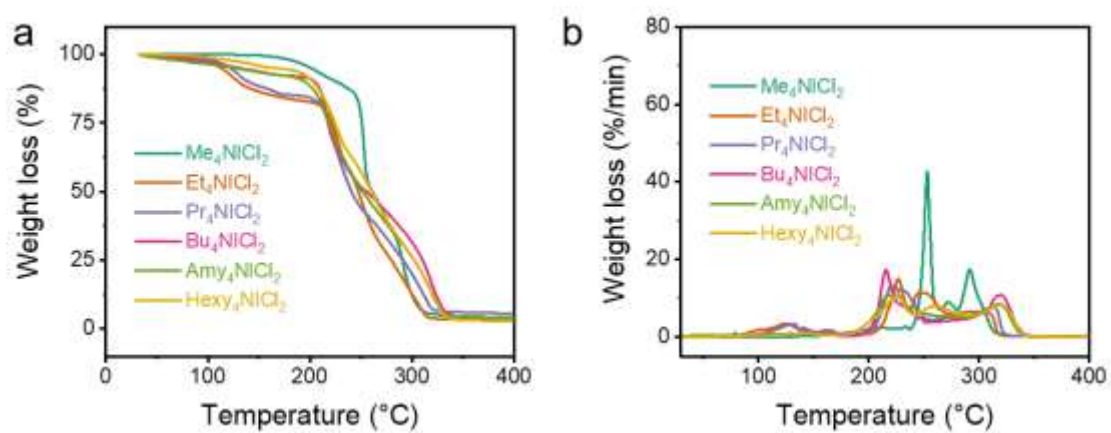 a
100
75
50
25
0
Weight loss (%)
Me₄NICl₂
Et₄NICl₂
Pr₄NICl₂
Bu₄NICl₂
Amy₄NICl₂
Hexy₄NICl₂
0 100 200 300 400
Temperature (°C)
b
80
60
40
20
0
Weight loss (%/min)
Me₄NICl₂
Et₄NICl₂
Pr₄NICl₂
Bu₄NICl₂
Amy₄NICl₂
Hexy₄NICl₂
100 200 300 400
Temperature (°C)